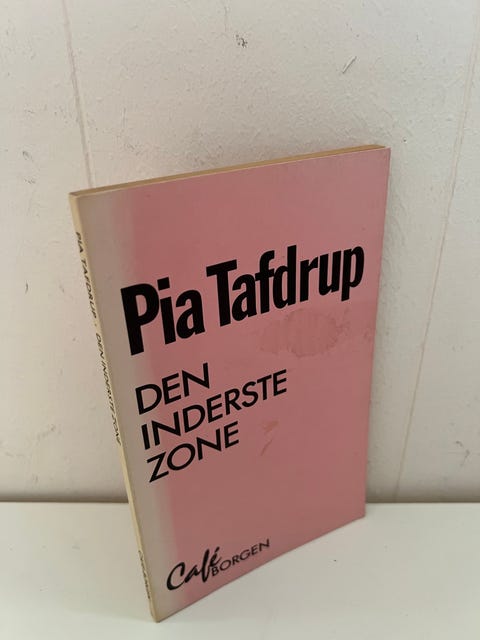 Pia Tafdrup
DEN
INDERSTE
ZONE
Café
BORGEN
PIA TAFDRUP · DEN INDERSTE ZONE